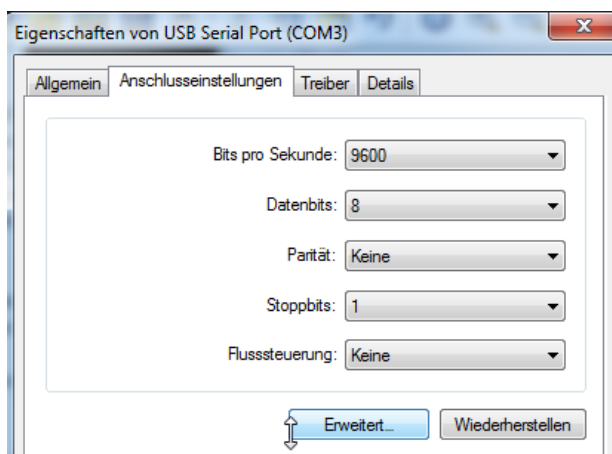 Eigenschaften von USB Serial Port (COM3)
Allgemein Anschlusseinstellungen Treiber Details
Bits pro Sekunde: 9600
Datenbits: 8
Parität: Keine
Stoppbits: 1
Flusssteuerung: Keine
Erweitert... Wiederherstellen